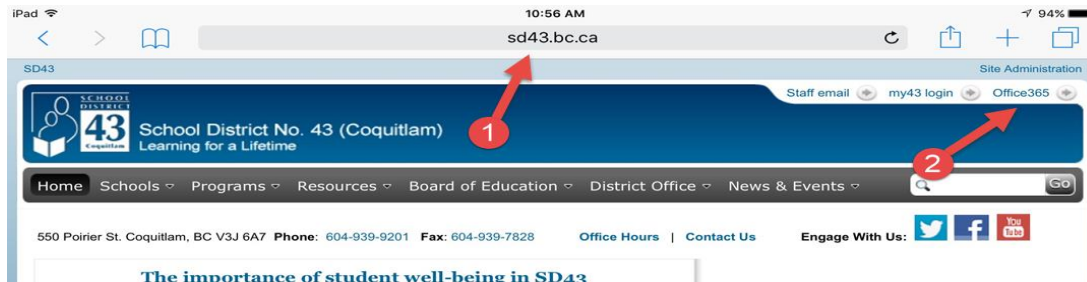 iPad 10:56 AM 94%
sd43.bc.ca
SD43 Site Administration
Staff email my43 login Office365
SCHOOL
DISTRICT
43
Coquitlam
School District No. 43 (Coquitlam)
Learning for a Lifetime
1
2
Home Schools Programs Resources Board of Education District Office News & Events Go
550 Poirier St. Coquitlam, BC V3J 6A7 Phone: 604-939-9201 Fax: 604-939-7828 Office Hours | Contact Us Engage With Us: You Tube
The importance of student well-being in SD43